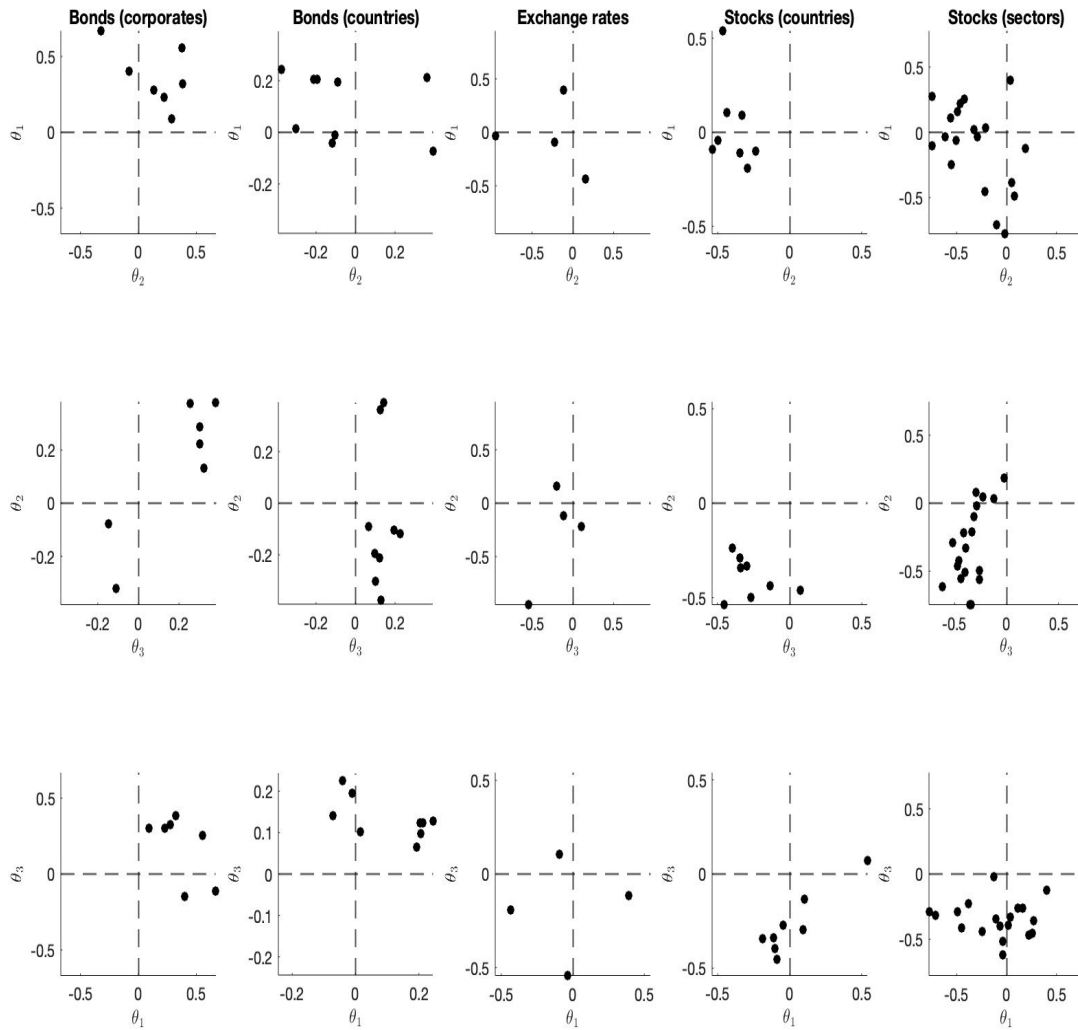 Bonds (corporates) Bonds (countries) Exchange rates Stocks (countries) Stocks (sectors)
0.5 0 -0.5 θ1 -0.5 0 0.5 θ2
0.2 0 -0.2 θ1 -0.2 0 0.2 θ2
0.5 0 -0.5 θ1 -0.5 0 0.5 θ2
0.5 0 -0.5 θ1 -0.5 0 0.5 θ2
0.5 0 -0.5 θ1 -0.5 0 0.5 θ2
0.2 0 -0.2 θ2 -0.2 0 0.2 θ3
0.2 0 -0.2 θ2 -0.2 0 0.2 θ3
0.5 0 -0.5 θ2 -0.5 0 0.5 θ3
0.5 0 -0.5 θ2 -0.5 0 0.5 θ3
0.5 0 -0.5 θ2 -0.5 0 0.5 θ3
0.5 0 -0.5 θ3 -0.5 0 0.5 θ1
0.2 0.1 0 -0.1 -0.2 θ3 -0.2 0 0.2 θ1
0.5 0 -0.5 θ3 -0.5 0 0.5 θ1
0.5 0 -0.5 θ3 -0.5 0 0.5 θ1
0.5 0 -0.5 θ3 -0.5 0 0.5 θ1